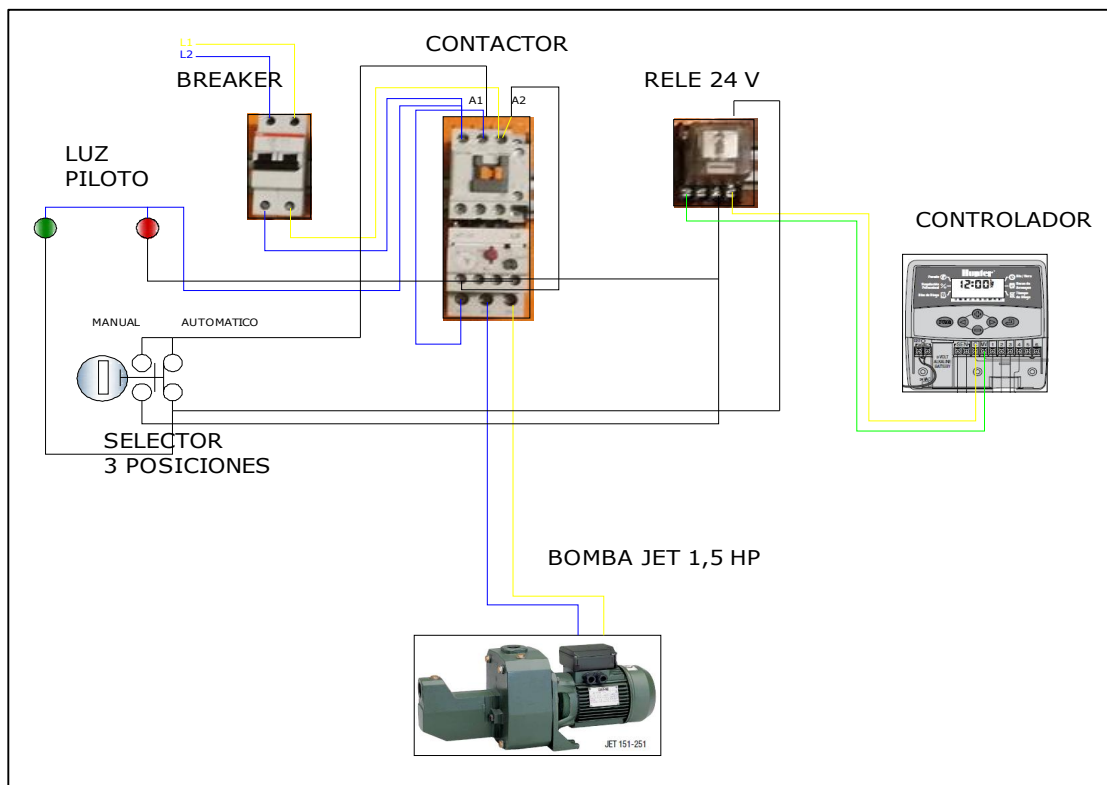 L1
L2
BREAKER
CONTACTOR
A1
A2
RELE 24 V
LUZ
PILOTO
CONTROLADOR
Hunter
12:00
MANUAL
AUTOMATICO
SELECTOR
3 POSICIONES
BOMBA JET 1,5 HP
JET 151-251